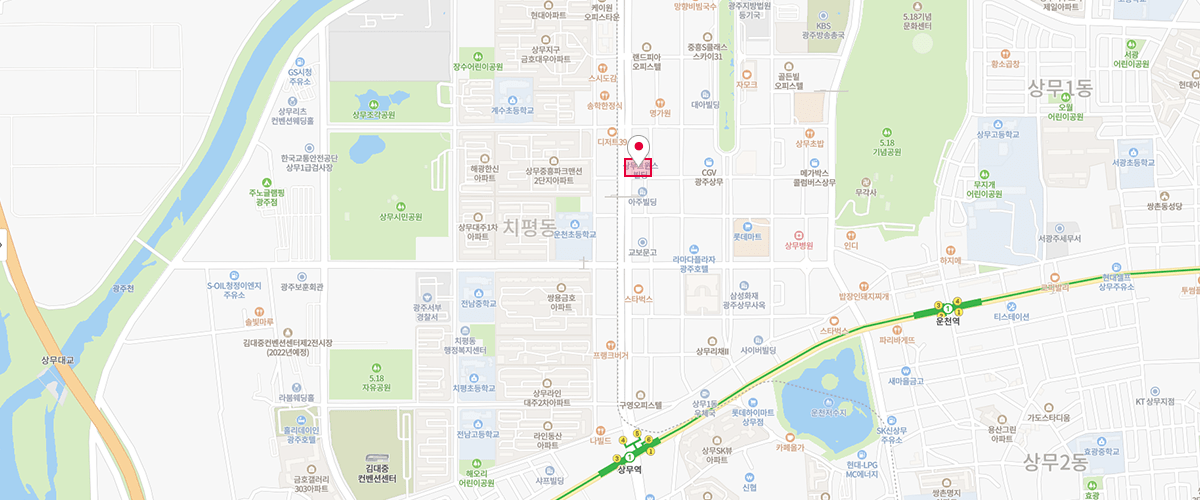 현대아파트
케이원
오피스타운
망향비빔국수
광주지방법원
등기국
KBS
광주방송총국
5.18기념
문화센터
제일아파트
상무지구
금호대우아파트
랜드피아
오피스텔
중흥S클래스
스카이31
황소곱창
서광
어린이공원
GS시청
주유소
장수어린이공원
스시도감
자모크
골든빌
오피스텔
상무1동
상무리츠
컨벤션웨딩홀
상무조각공원
계수초등학교
송학한정식
명가원
대아빌딩
오월
어린이공원
한국교통안전공단
상무1급검사장
디저트39
상무초밥
5.18
기념공원
상무고등학교
서광초등학교
해광한신
아파트
상무중흥파크맨션
2단지아파트
빌딩
CGV
광주상무
메가박스
콜럼버스상무
무각사
무지개
어린이공원
주노글램핑
광주점
아주빌딩
쌍촌동성당
상무시민공원
상무대주1차
아파트
치평동
운천초등학교
롯데마트
상무병원
인디
서광주세무서
교보문고
라마다플라자
광주호텔
하지에
광주천
S-OIL청정이엔지
주유소
광주보훈회관
현대셀프
상무주유소
광주서부
경찰서
전남중학교
쌍용금호
아파트
스타벅스
삼성화재
광주상무사옥
밥장인돼지찌개
솔빛마루
스타벅스
운천역
티스테이션
김대중컨벤션센터제2전시장
(2022년예정)
치평동
행정복지센터
프랭크버거
상무리채II
사이버빌딩
파리바게뜨
상무대교
5.18
자유공원
치평초등학교
새마을금고
라붐웨딩홀
상무라인
대주2차아파트
구영오피스텔
상무1동
우체국
롯데하이마트
상무점
운천저수지
KT 상무지점
홀리데이인
광주호텔
전남고등학교
라인동산
아파트
나빌드
카페올가
SK신상무
주유소
가도스타디움
용산그린
아파트
광주중학교
금호갤러리
303아파트
김대중
컨벤션센터
해오리
어린이공원
샤프빌딩
상무역
상무SK뷰
아파트
신협
현대-LPG
MC에너지
상무2동
쌍촌명지
효광